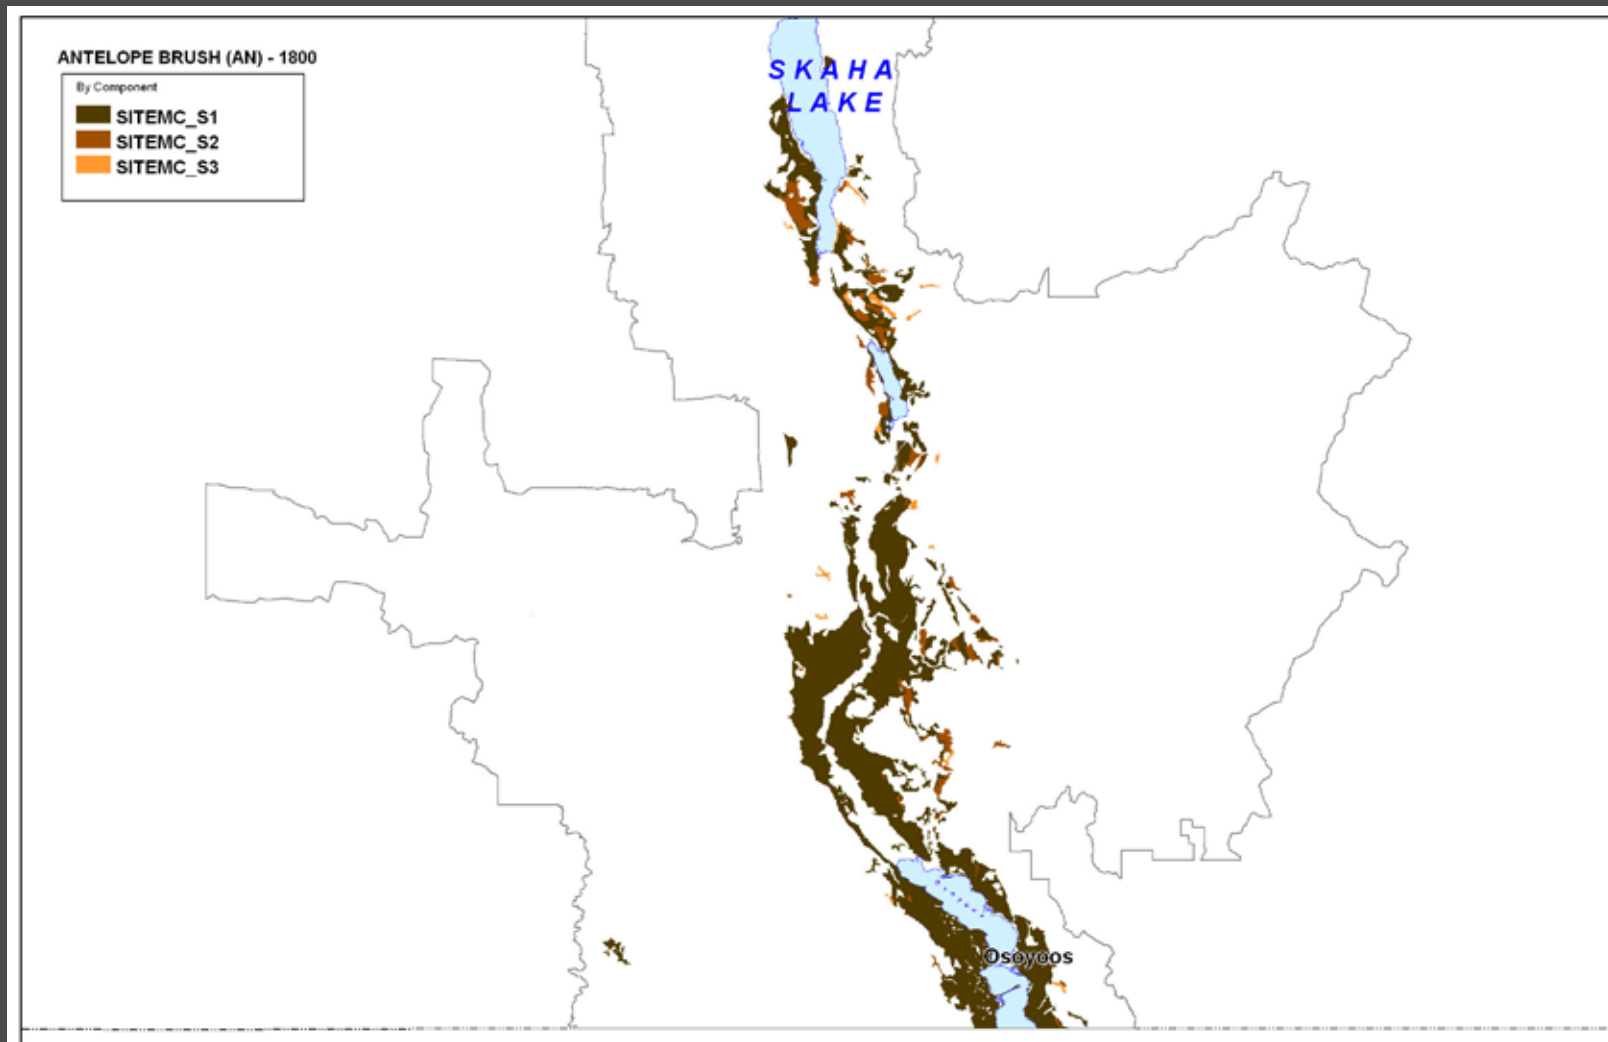 ANTELOPE BRUSH (AN) - 1800
By Component
SITEMC_S1
SITEMC_S2
SITEMC_S3
SKAHA
LAKE
Osoyoos